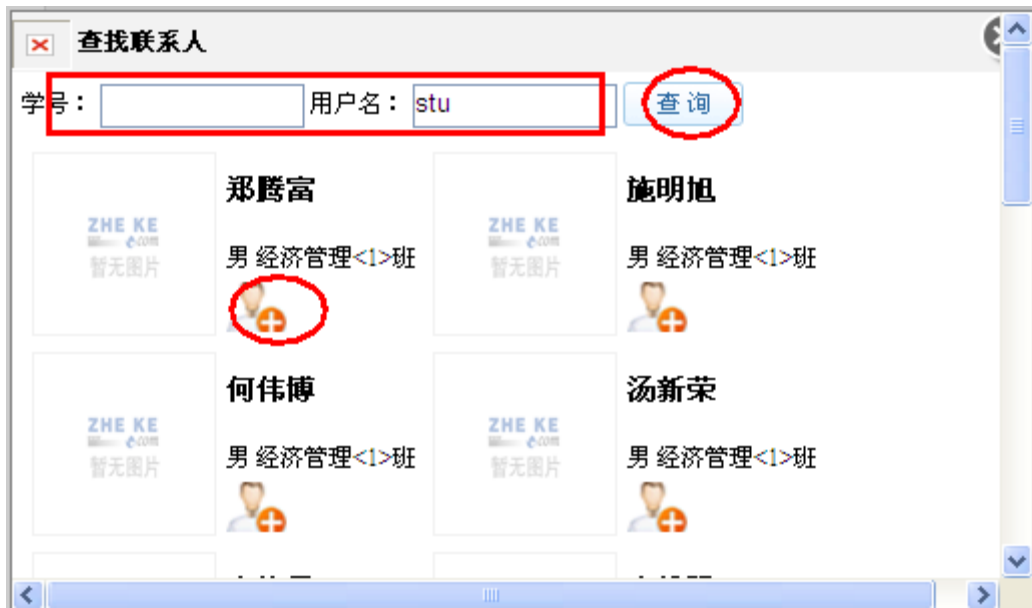 查找联系人
学号： 用户名： stu 查 询
郑腾富
施明旭
ZHE KE
暂无图片
男 经济管理<1>班
ZHE KE
暂无图片
男 经济管理<1>班
何伟博
汤新荣
ZHE KE
暂无图片
男 经济管理<1>班
ZHE KE
暂无图片
男 经济管理<1>班